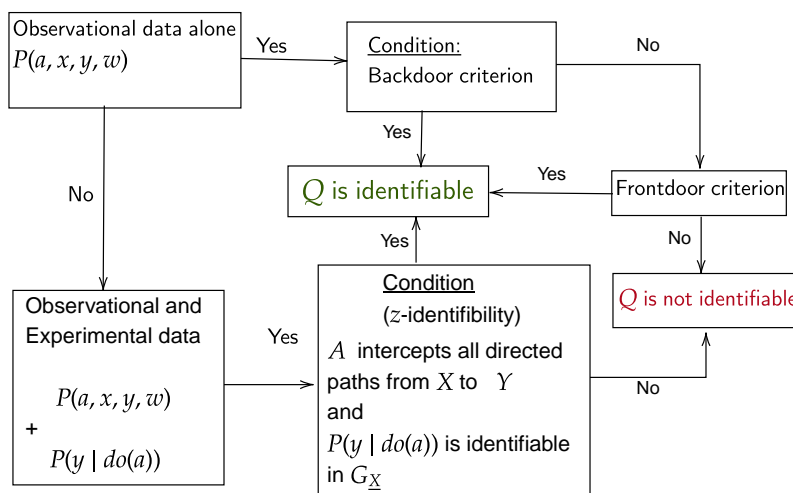 Observational data alone
P(a, x, y, w)
Yes
Condition:
Backdoor criterion
No
Yes
No
Q is identifiable
Yes
Frontdoor criterion
Yes
No
Observational and
Experimental data
P(a, x, y, w)
+
P(y | do(a))
Yes
Condition
(z-identifibility)
A intercepts all directed
paths from X to Y
and
P(y | do(a)) is identifiable
in G_X̲
No
Q is not identifiable